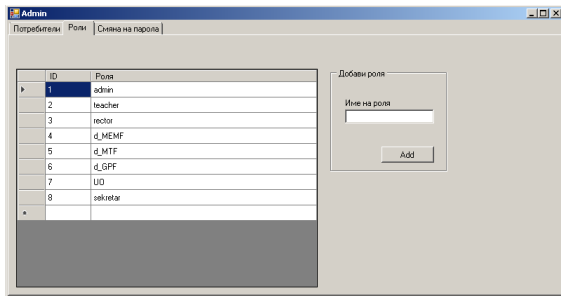 Admin
Потребители Роли Смяна на парола
ID Роля
1 admin
2 teacher
3 rector
4 d_MEMF
5 d_MTF
6 d_GPF
7 UO
8 sekretar
*
Добави роля
Име на роля
Add